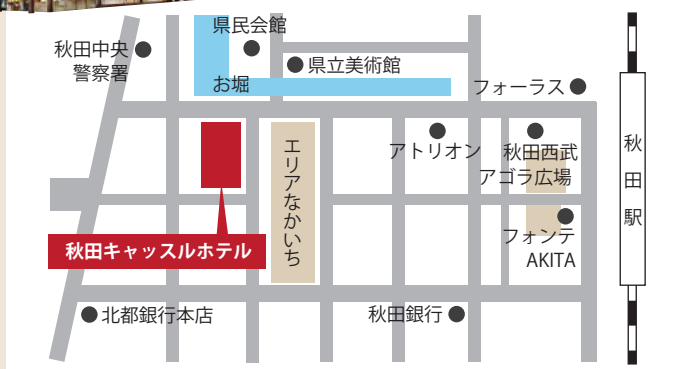 県民会館
秋田中央
警察署
県立美術館
お堀
フォーラス
アトリオン
秋田西武
アゴラ広場
エリアなかいち
秋田駅
フォンテ
AKITA
秋田キャッスルホテル
北都銀行本店
秋田銀行